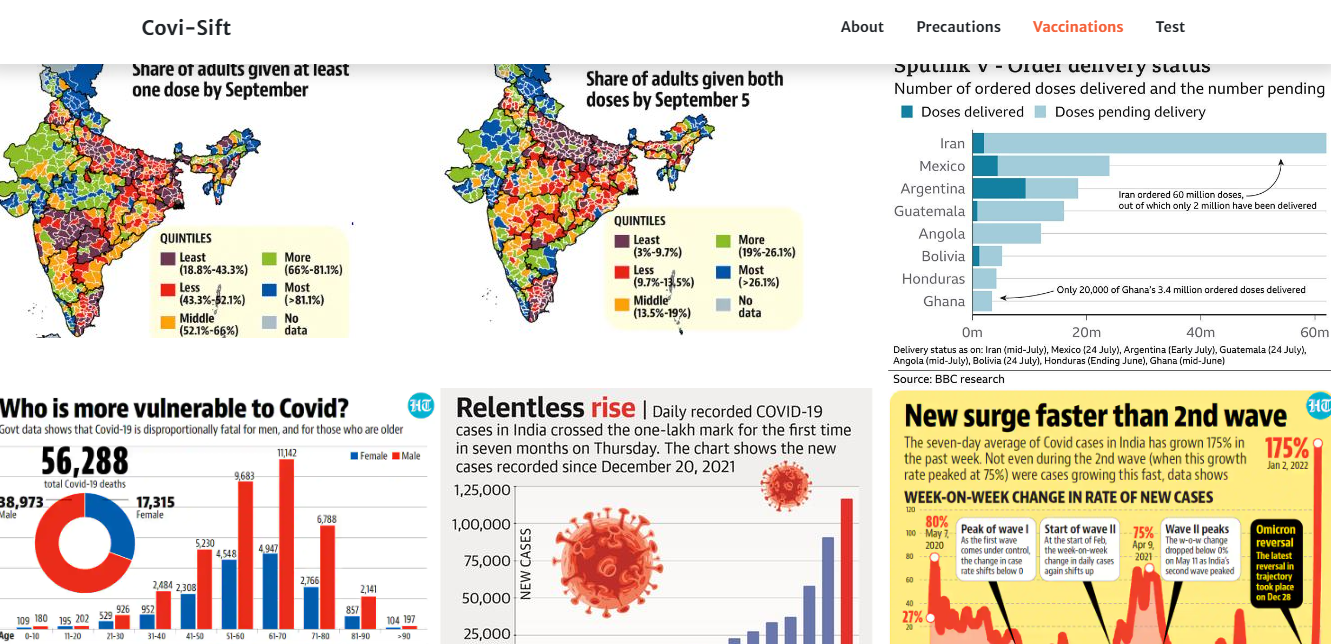 Covi-Sift
About
Precautions
Vaccinations
Test
Share of adults given at least
one dose by September
QUINTILES
Least
(18.8%-43.3%)
Less
(43.3%-52.1%)
Middle
(52.1%-66%)
More
(66%-81.1%)
Most
(>81.1%)
No
data
Share of adults given both
doses by September 5
QUINTILES
Least
(3%-9.7%)
Less
(9.7%-13.5%)
Middle
(13.5%-19%)
More
(19%-26.1%)
Most
(>26.1%)
No
data
Sputnik V - Order delivery status
Number of ordered doses delivered and the number pending
Doses delivered
Doses pending delivery
Iran
Mexico
Argentina
Guatemala
Angola
Bolivia
Honduras
Ghana
Iran ordered 60 million doses,
out of which only 2 million have been delivered
Only 20,000 of Ghana's 3.4 million ordered doses delivered
0m 20m 40m 60m
Delivery status as on: Iran (mid-July), Mexico (24 July), Argentina (Early July), Guatemala (24 July),
Angola (mid-July), Bolivia (24 July), Honduras (Ending June), Ghana (mid-June)
Source: BBC research
Who is more vulnerable to Covid?
HT
Govt data shows that Covid-19 is disproportionally fatal for men, and for those who are older
56,288
total Covid-19 deaths
38,973
Male
17,315
Female
Female Male
109 180 195 202 529 926 952 2,484 2,308 5,230 4,548 9,683 4,947 11,142 2,766 6,788 857 2,141 104 197
Age 0-10 11-20 21-30 31-40 41-50 51-60 61-70 71-80 81-90 >90
Relentless rise | Daily recorded COVID-19
cases in India crossed the one-lakh mark for the first time
in seven months on Thursday. The chart shows the new
cases recorded since December 20, 2021
1,25,000
1,00,000
75,000
50,000
25,000
NEW CASES
New surge faster than 2nd wave
HT
The seven-day average of Covid cases in India has grown 175% in
the past week. Not even during the 2nd wave (when this growth
rate peaked at 75%) were cases growing this fast, data shows
175%
Jan 2, 2022
WEEK-ON-WEEK CHANGE IN RATE OF NEW CASES
120
100
80
60
40
20
80%
May 7,
2020
27%
Peak of wave I
As the first wave
comes under control,
the change in case
rate shifts below 0
Start of wave II
At the start of Feb,
the week-on-week
change in daily cases
again shifts up
75%
Apr 9,
2021
Wave II peaks
The w-o-w change
dropped below 0%
on May 11 as India's
second wave peaked
Omicron
reversal
The latest
reversal in
trajectory
took place
on Dec 28